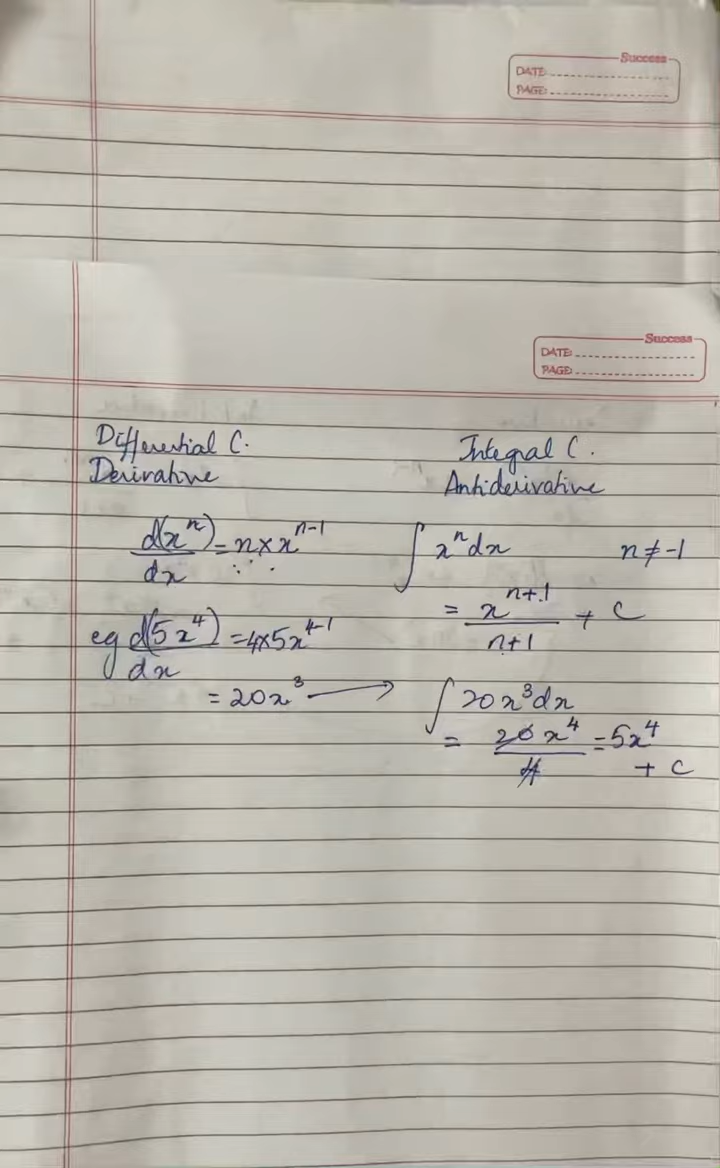 Success
DATE:
PAGE:
Success
DATE:
PAGE:
Differential C.
Derivative
d(x^n)/dx = n × x^(n-1)
eg d(5x^4)/dx = 4×5x^(4-1)
= 20x^3 →
Integral C.
Antiderivative
∫ x^n dx n ≠ -1
= x^(n+1)/(n+1) + C
∫ 20x^3 dx
= 20x^4/4 = 5x^4
+ C